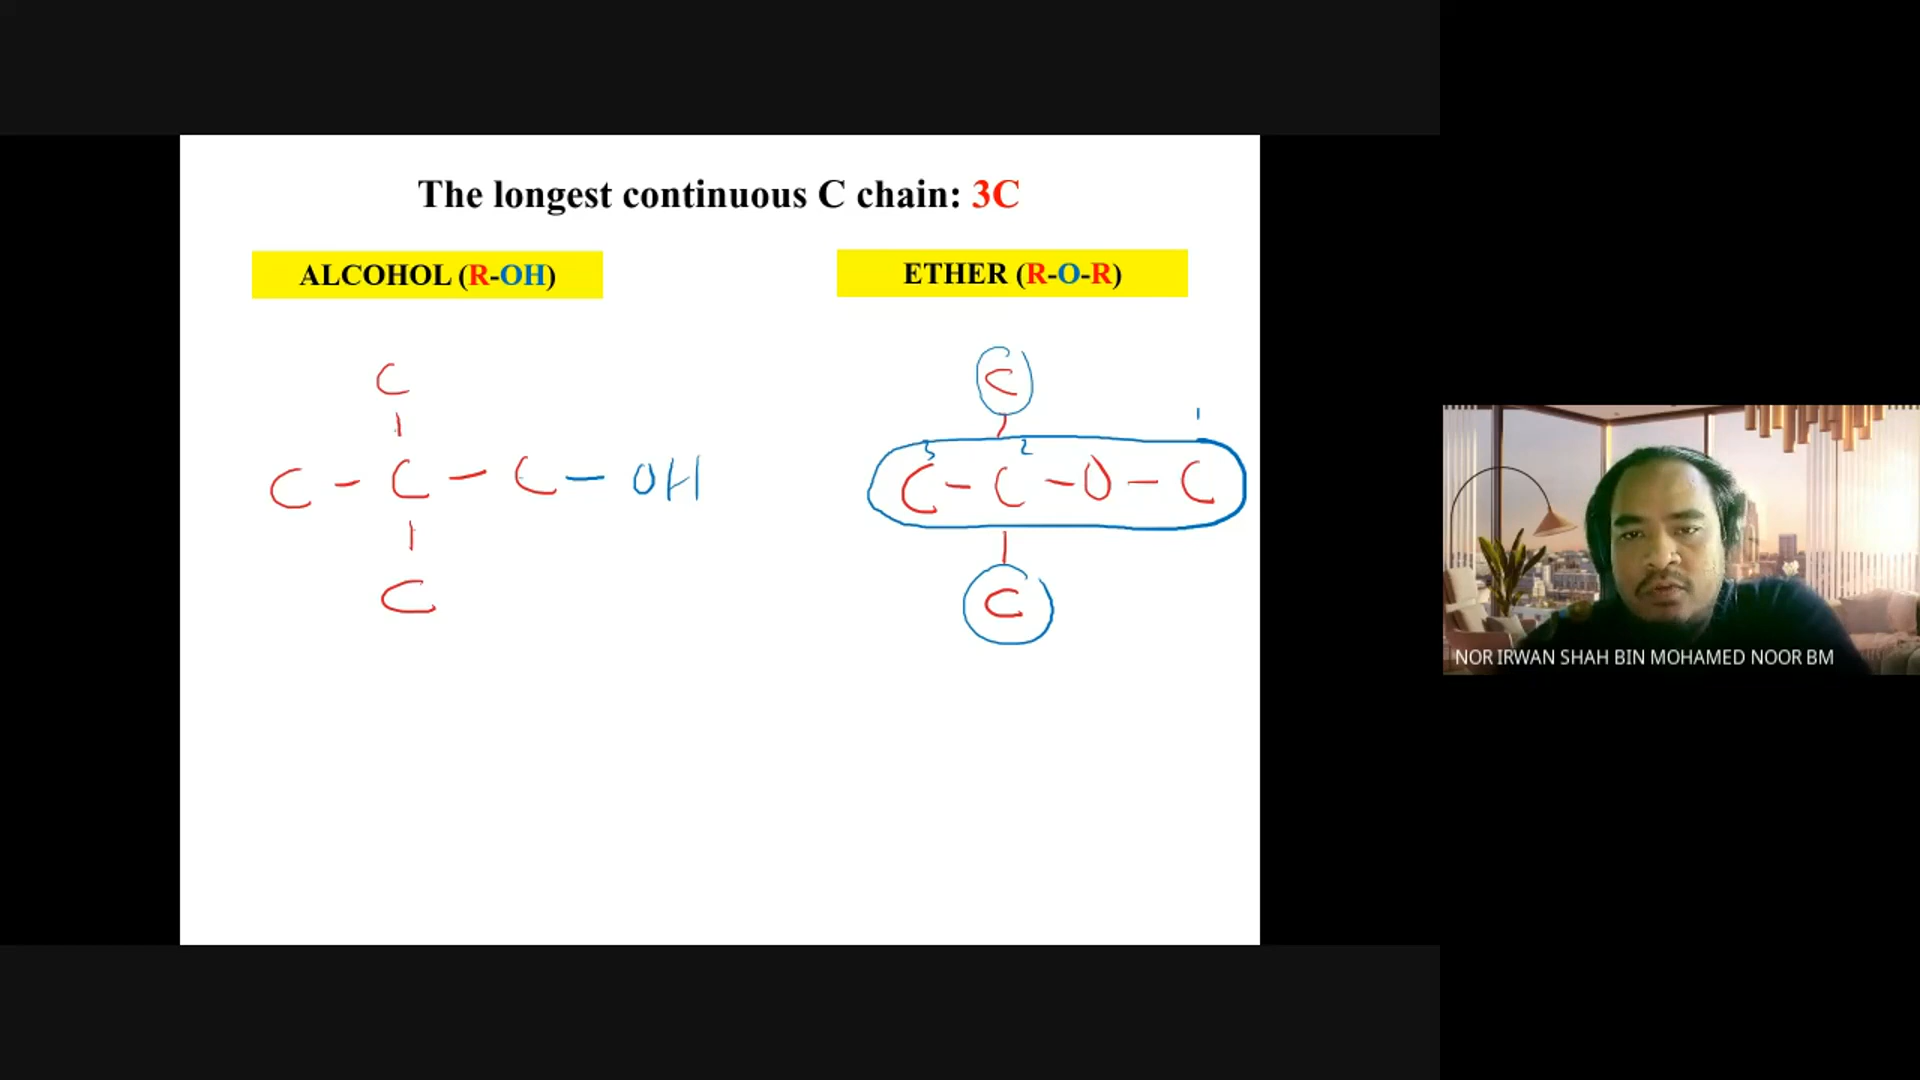 The longest continuous C chain: 3C
ALCOHOL (R-OH)
ETHER (R-O-R)
C
C - C - C - OH
C
C
1
3 2
C - C - O - C
C
NOR IRWAN SHAH BIN MOHAMED NOOR BM